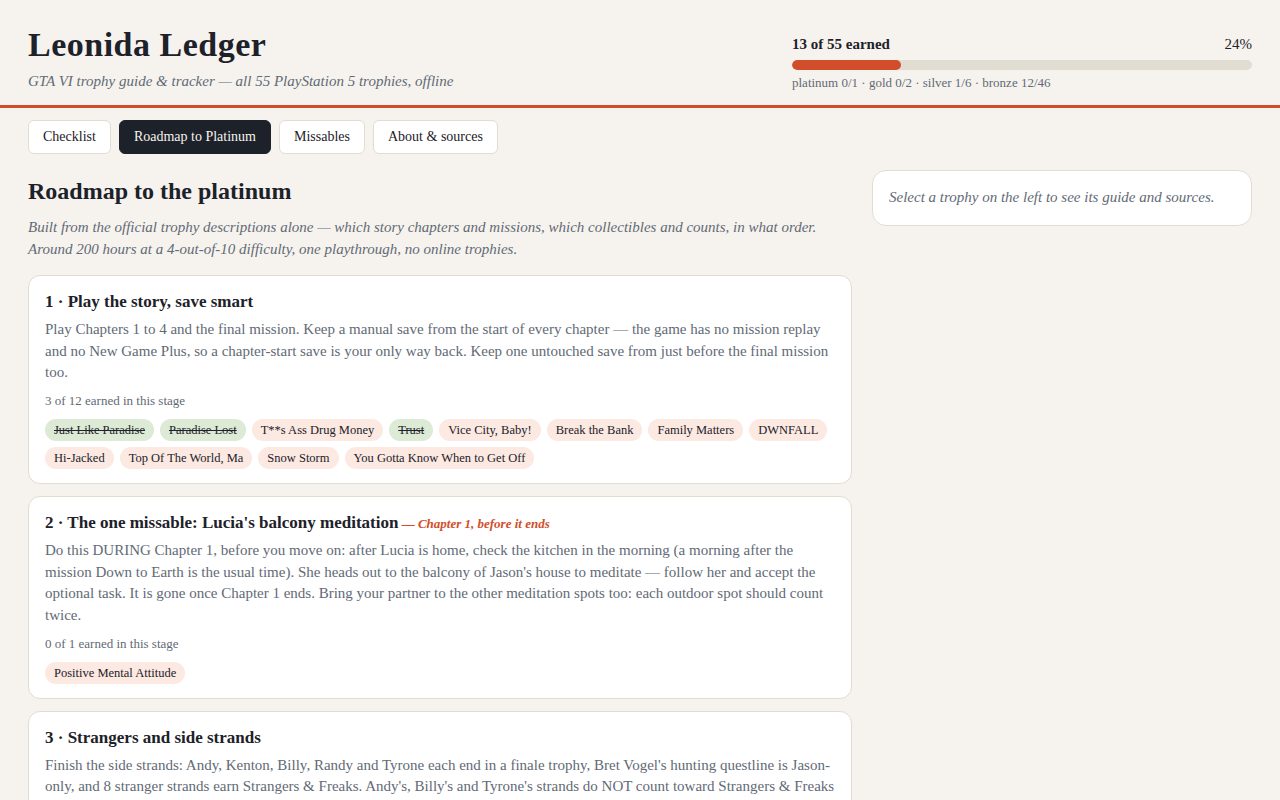 Leonida Ledger
GTA VI trophy guide & tracker — all 55 PlayStation 5 trophies, offline
13 of 55 earned 24%
platinum 0/1 · gold 0/2 · silver 1/6 · bronze 12/46
Checklist Roadmap to Platinum Missables About & sources
Roadmap to the platinum
Built from the official trophy descriptions alone — which story chapters and missions, which collectibles and counts, in what order.
Around 200 hours at a 4-out-of-10 difficulty, one playthrough, no online trophies.
Select a trophy on the left to see its guide and sources.
1 · Play the story, save smart
Play Chapters 1 to 4 and the final mission. Keep a manual save from the start of every chapter — the game has no mission replay
and no New Game Plus, so a chapter-start save is your only way back. Keep one untouched save from just before the final mission
too.
3 of 12 earned in this stage
Just Like Paradise Paradise Lost T**s Ass Drug Money Trust Vice City, Baby! Break the Bank Family Matters DWNFALL
Hi-Jacked Top Of The World, Ma Snow Storm You Gotta Know When to Get Off
2 · The one missable: Lucia's balcony meditation — Chapter 1, before it ends
Do this DURING Chapter 1, before you move on: after Lucia is home, check the kitchen in the morning (a morning after the
mission Down to Earth is the usual time). She heads out to the balcony of Jason's house to meditate — follow her and accept the
optional task. It is gone once Chapter 1 ends. Bring your partner to the other meditation spots too: each outdoor spot should count
twice.
0 of 1 earned in this stage
Positive Mental Attitude
3 · Strangers and side strands
Finish the side strands: Andy, Kenton, Billy, Randy and Tyrone each end in a finale trophy, Bret Vogel's hunting questline is Jason-
only, and 8 stranger strands earn Strangers & Freaks. Andy's, Billy's and Tyrone's strands do NOT count toward Strangers & Freaks